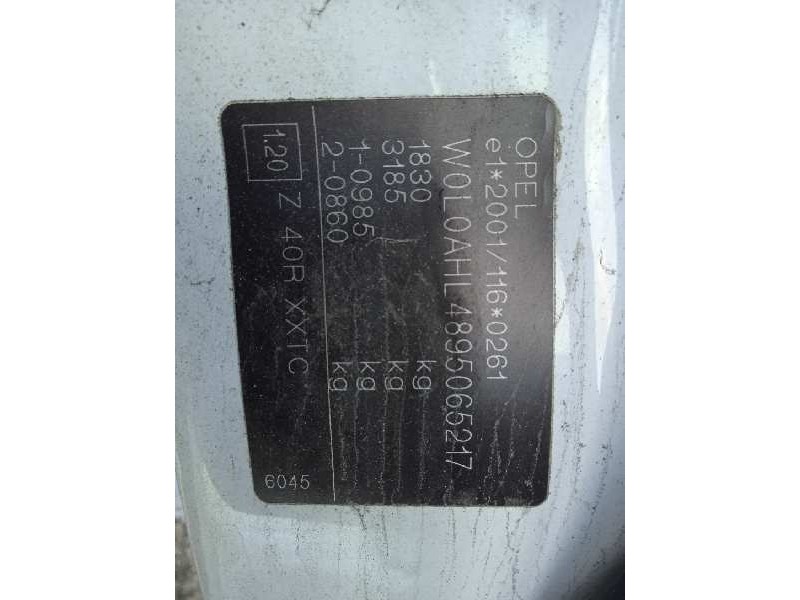 OPEL
e1*2001/116*0261
W0L0AHL4895065217
1830 kg
3185 kg
1-0985 kg
2-0860 kg
1.20 Z 40R XXTC
6045